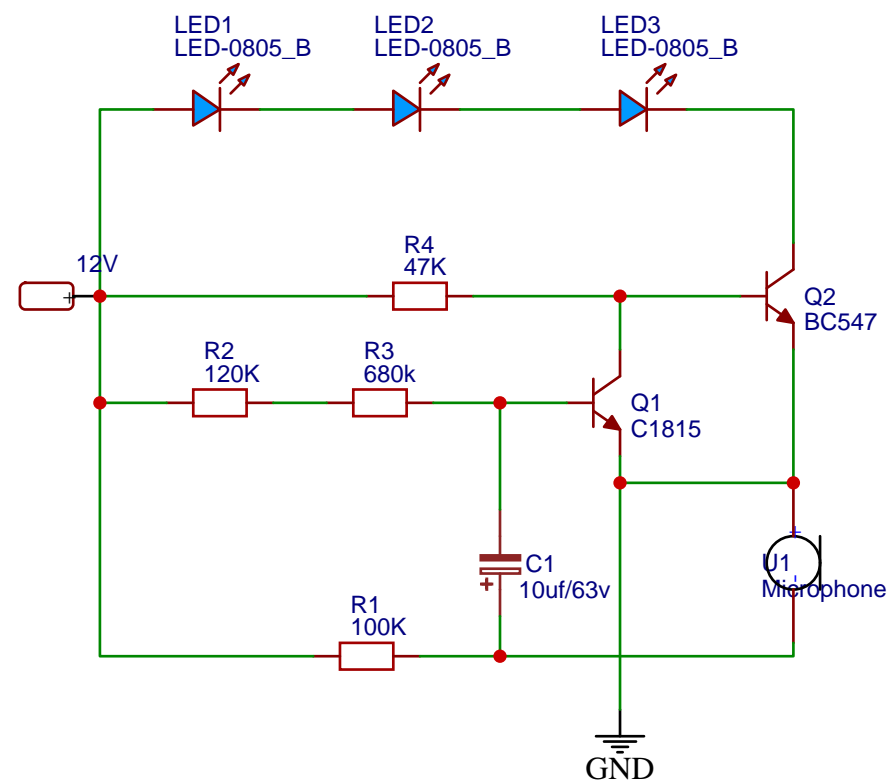 LED1
LED-0805_B
LED2
LED-0805_B
LED3
LED-0805_B
12V
+
R4
47K
Q2
BC547
R2
120K
R3
680k
Q1
C1815
+
U1
-
Microphone
C1
+
10uf/63v
R1
100K
GND